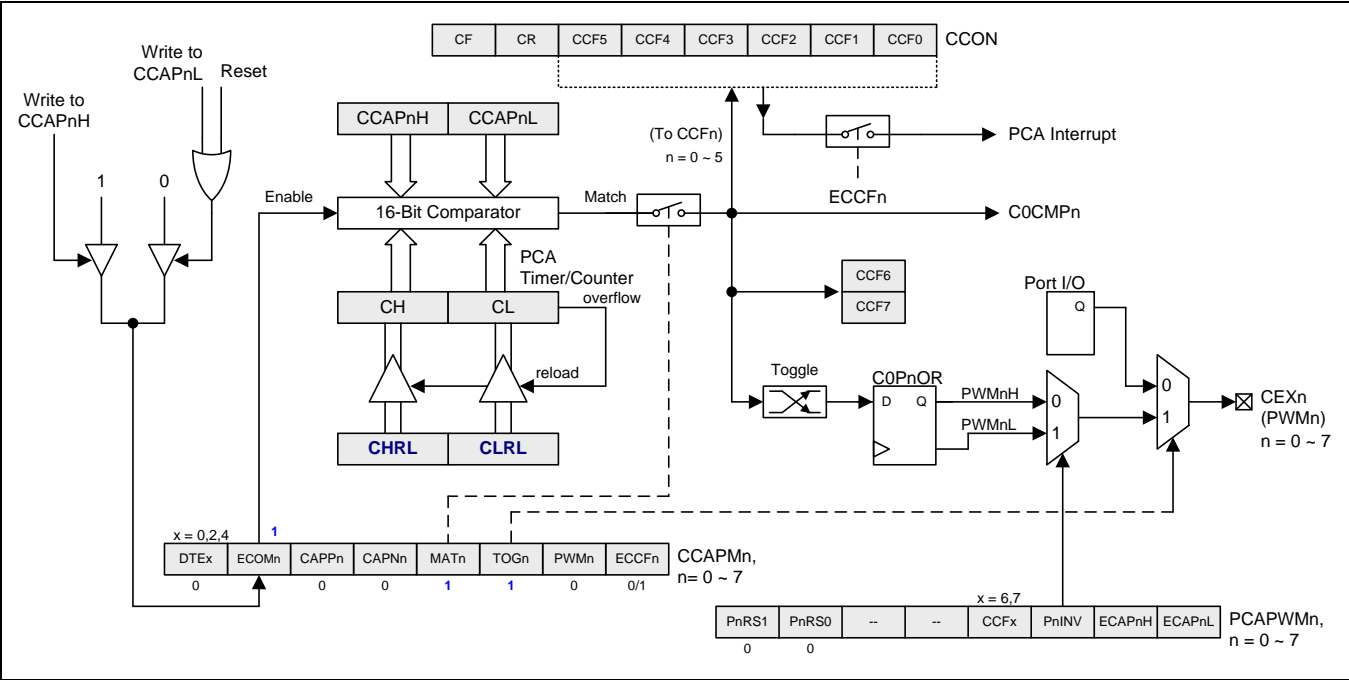 CF CR CCF5 CCF4 CCF3 CCF2 CCF1 CCF0 CCON
Write to
CCAPnL
Reset
Write to
CCAPnH
CCAPnH CCAPnL
(To CCFn)
n = 0 ~ 5
PCA Interrupt
ECCFn
1 0
Enable
16-Bit Comparator
Match
C0CMPn
PCA
Timer/Counter
overflow
CH CL
CCF6
CCF7
Port I/O
Q
reload
Toggle
C0PnOR
D Q
PWMnH
PWMnL
0
1
0
1
CEXn
(PWMn)
n = 0 ~ 7
CHRL CLRL
x = 0,2,4
1
DTEx ECOMn CAPPn CAPNn MATn TOGn PWMn ECCFn
CCAPMn,
n= 0 ~ 7
0 0 0 1 1 0 0/1
x = 6,7
PnRS1 PnRS0 -- -- CCFx PnINV ECAPnH ECAPnL
PCAPWMn,
n = 0 ~ 7
0 0